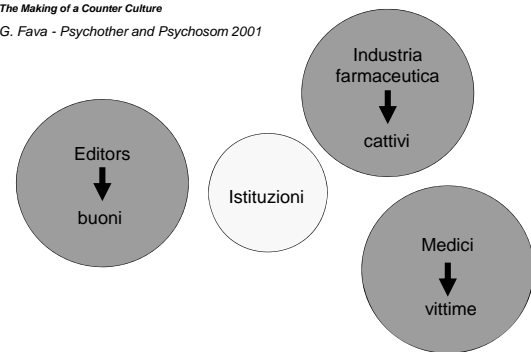 The Making of a Counter Culture
G. Fava - Psychother and Psychosom 2001
Industria
farmaceutica
cattivi
Editors
buoni
Istituzioni
Medici
vittime